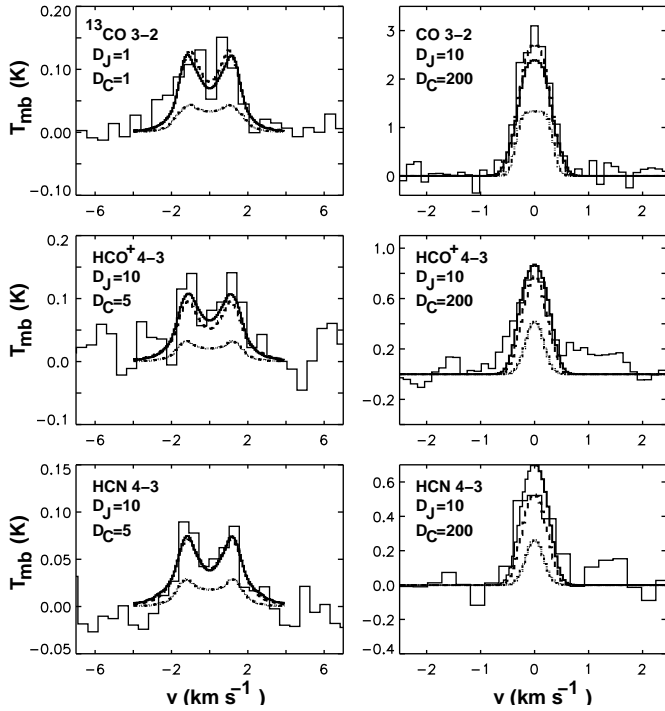 ¹³CO 3−2
D_J=1
D_C=1
T_mb (K)
0.20
0.10
0.00
−0.10
−6 −2 2 6
CO 3−2
D_J=10
D_C=200
3
2
1
0
−2 −1 0 1 2
HCO⁺ 4−3
D_J=10
D_C=5
T_mb (K)
0.2
0.1
0.0
−0.1
−6 −2 2 6
HCO⁺ 4−3
D_J=10
D_C=200
1.0
0.6
0.2
−0.2
−2 −1 0 1 2
HCN 4−3
D_J=10
D_C=5
T_mb (K)
0.10
0.05
0.00
−0.05
−6 −2 2 6
v (km s⁻¹ )
HCN 4−3
D_J=10
D_C=200
0.6
0.4
0.2
−0.0
−0.2
−0.4
−2 −1 0 1 2
v (km s⁻¹ )